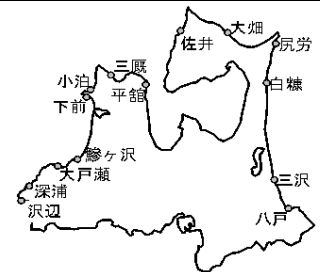 大畑
佐井
尻労
三厩
小泊
平舘
白糠
下前
鰺ヶ沢
大戸瀬
三沢
深浦
沢辺
八戸